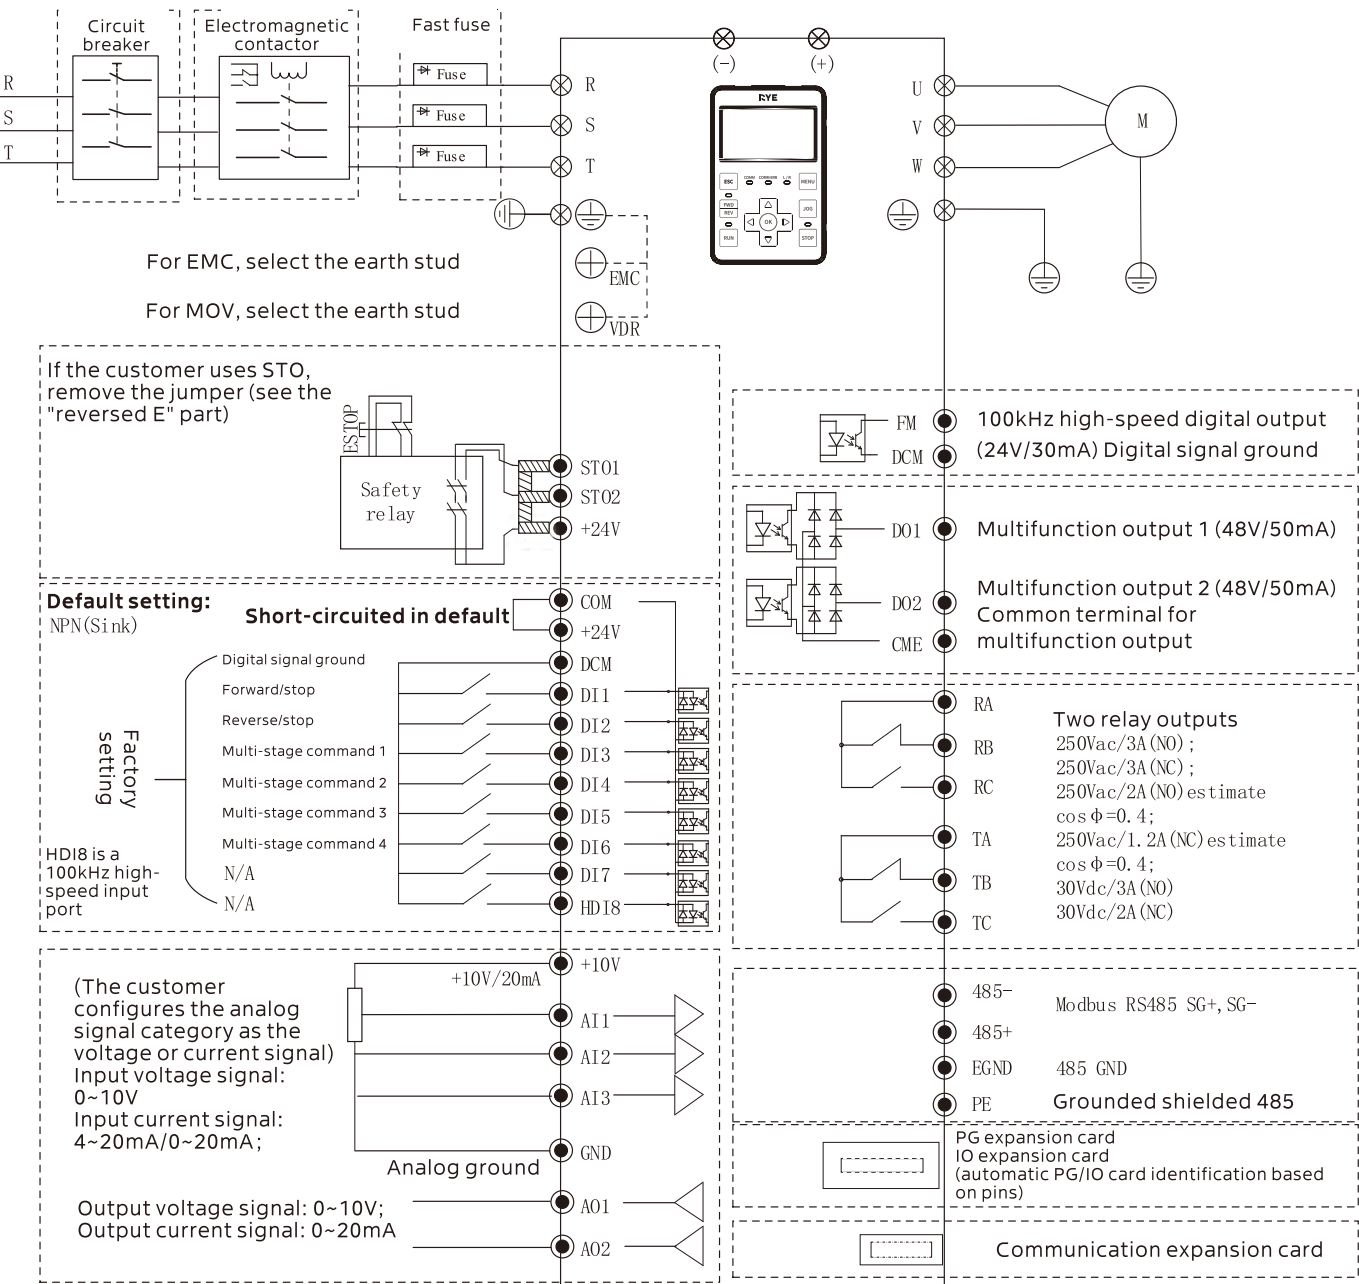 Circuit
breaker
Electromagnetic
contactor
Fast fuse
R
S
T
Fuse
Fuse
Fuse
R
S
T
(-)
(+)
RYE
ESC
CONN
COMM/ERR
L/R
MENU
FWD
REV
JOG
OK
RUN
STOP
U
V
W
M
For EMC, select the earth stud
EMC
For MOV, select the earth stud
VDR
If the customer uses STO,
remove the jumper (see the
"reversed E" part)
ESTOP
Safety
relay
STO1
STO2
+24V
Default setting:
NPN(Sink)
Short-circuited in default
COM
+24V
Digital signal ground
DCM
Forward/stop
DI1
Reverse/stop
DI2
Multi-stage command 1
DI3
Multi-stage command 2
DI4
Multi-stage command 3
DI5
Multi-stage command 4
DI6
N/A
DI7
N/A
HDI8
Factory
setting
HDI8 is a
100kHz high-
speed input
port
+10V
+10V/20mA
(The customer
configures the analog
signal category as the
voltage or current signal)
Input voltage signal:
0~10V
Input current signal:
4~20mA/0~20mA;
AI1
AI2
AI3
GND
Analog ground
Output voltage signal: 0~10V;
Output current signal: 0~20mA
AO1
AO2
FM
100kHz high-speed digital output
DCM
(24V/30mA) Digital signal ground
DO1
Multifunction output 1 (48V/50mA)
DO2
Multifunction output 2 (48V/50mA)
Common terminal for
CME
multifunction output
RA
RB
RC
TA
TB
TC
Two relay outputs
250Vac/3A(NO);
250Vac/3A(NC);
250Vac/2A(NO)estimate
cosΦ=0.4;
250Vac/1.2A(NC)estimate
cosΦ=0.4;
30Vdc/3A(NO)
30Vdc/2A(NC)
485-
Modbus RS485 SG+,SG-
485+
EGND
485 GND
PE
Grounded shielded 485
PG expansion card
IO expansion card
(automatic PG/IO card identification based
on pins)
Communication expansion card